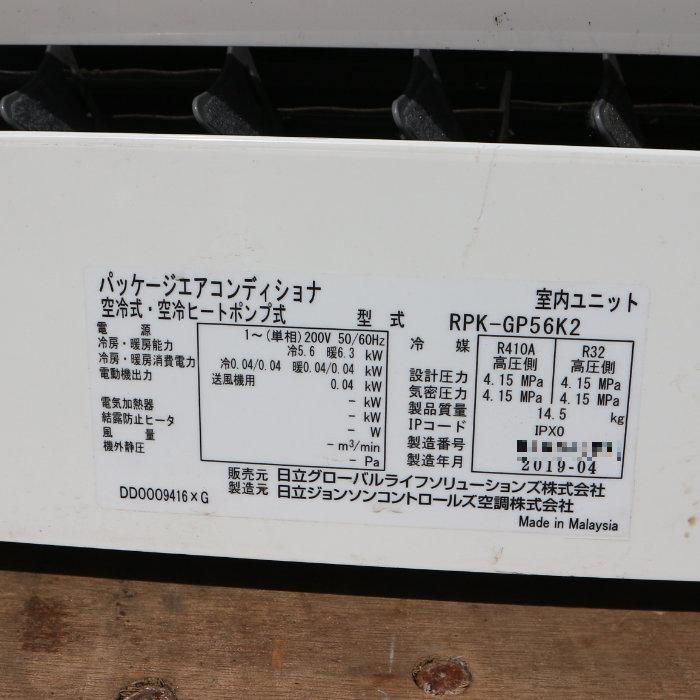 パッケージエアコンディショナ 室内ユニット
空冷式・空冷ヒートポンプ式 型 式 RPK-GP56K2
電 源 1～(単相)200V 50/60Hz
冷房・暖房能力 冷5.6 暖6.3 kW
冷房・暖房消費電力 冷0.04/0.04 暖0.04/0.04 kW
電動機出力 送風機用 0.04 kW
電気加熱器 - kW
結露防止ヒータ - kW
風 量 - W
機外静圧 - m³/min
- Pa
冷 媒 R410A R32
高圧側 高圧側
設計圧力 4.15 MPa 4.15 MPa
気密圧力 4.15 MPa 4.15 MPa
製品質量 14.5 kg
IPコード IPX0
製造番号
製造年月 2019-04
販売元 日立グローバルライフソリューションズ株式会社
DD0009416×G 製造元 日立ジョンソンコントロールズ空調株式会社
Made in Malaysia